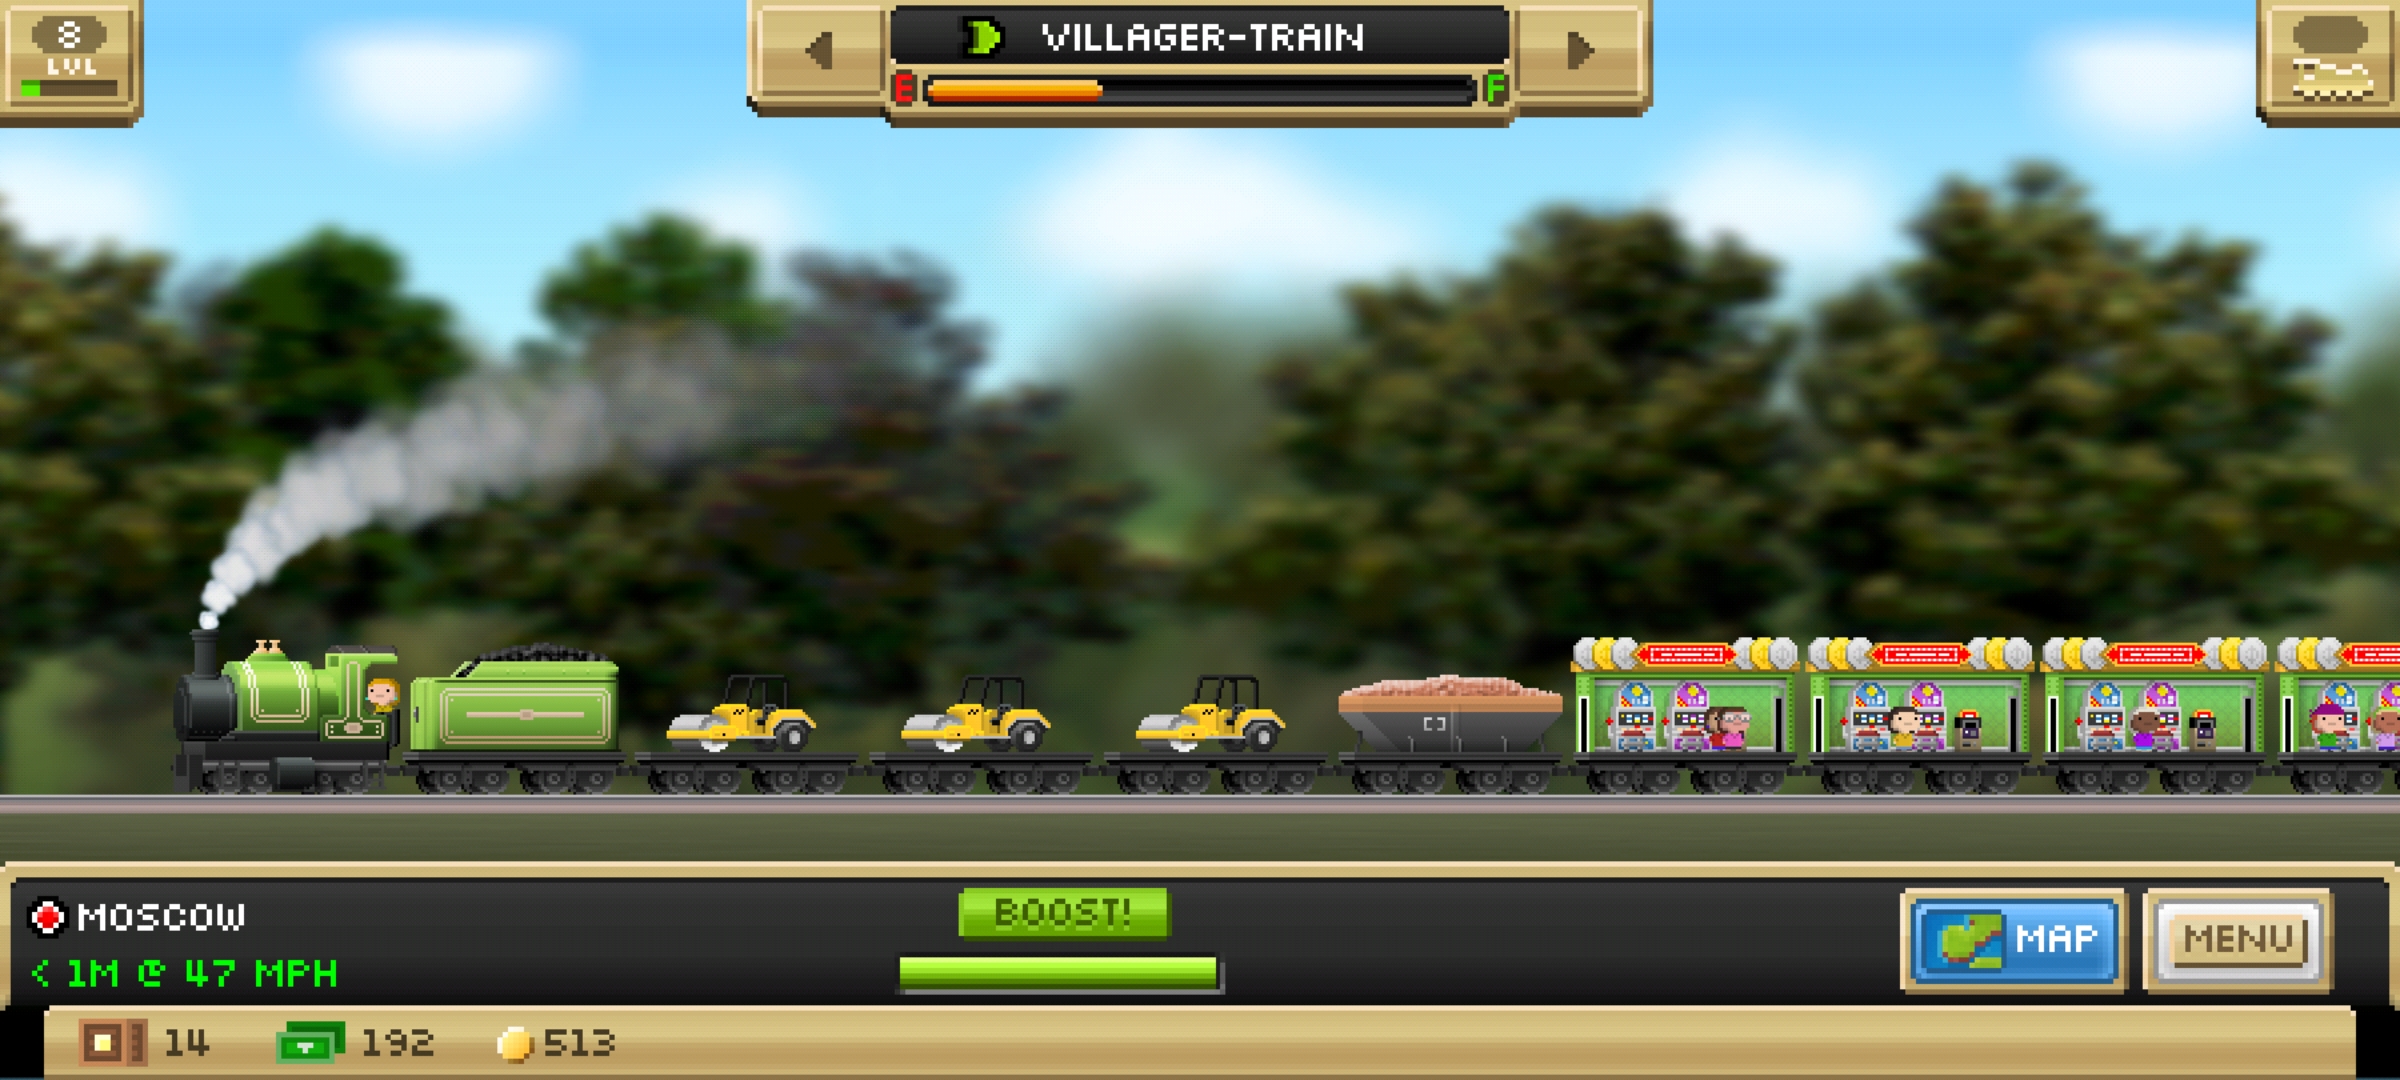 8
LVL
VILLAGER-TRAIN
E F
MOSCOW
< 1M @ 47 MPH
BOOST!
MAP
MENU
14
192
513